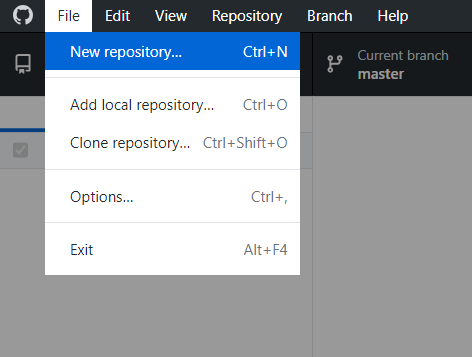 File Edit View Repository Branch Help
New repository... Ctrl+N
Current branch
master
Add local repository... Ctrl+O
Clone repository... Ctrl+Shift+O
Options... Ctrl+,
Exit Alt+F4